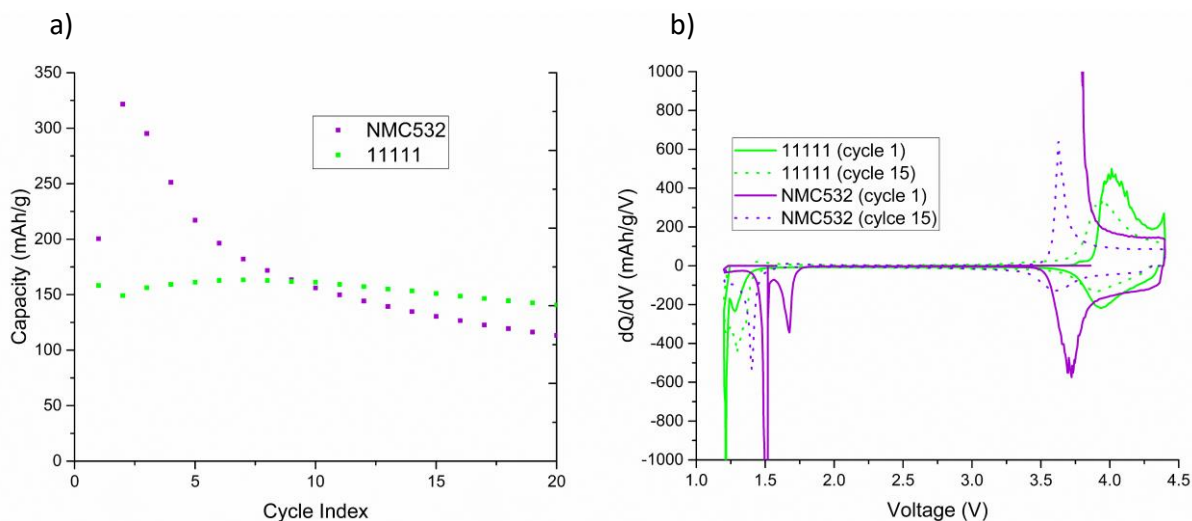 a)
350
300
250
200
150
100
50
0
0 5 10 15 20
Capacity (mAh/g)
Cycle Index
NMC532
11111
b)
1000
800
600
400
200
0
-200
-400
-600
-800
-1000
1.0 1.5 2.0 2.5 3.0 3.5 4.0 4.5
dQ/dV (mAh/g/V)
Voltage (V)
11111 (cycle 1)
11111 (cycle 15)
NMC532 (cycle 1)
NMC532 (cylce 15)